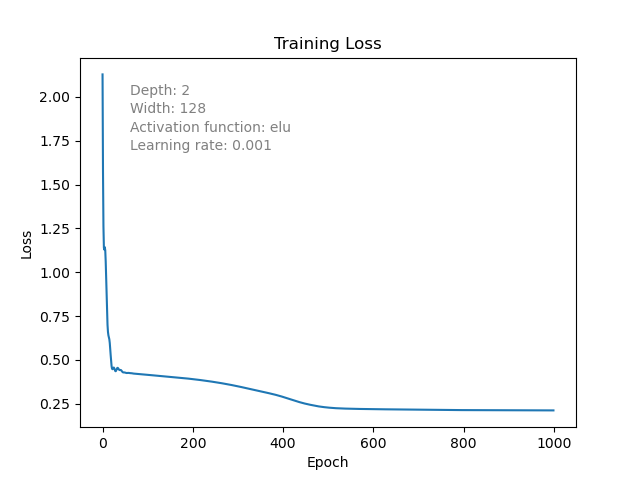 Training Loss
Depth: 2
Width: 128
Activation function: elu
Learning rate: 0.001
2.00
1.75
1.50
1.25
1.00
0.75
0.50
0.25
Loss
0 200 400 600 800 1000
Epoch